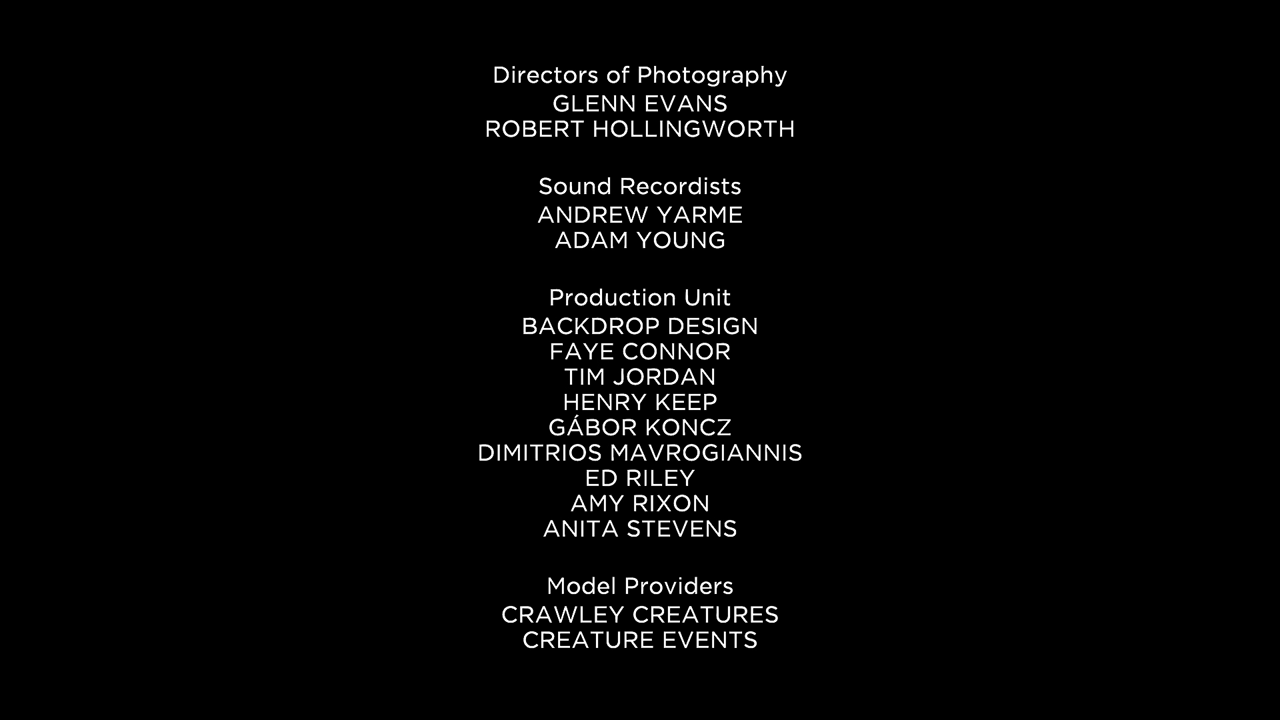 Directors of Photography
GLENN EVANS
ROBERT HOLLINGWORTH
Sound Recordists
ANDREW YARME
ADAM YOUNG
Production Unit
BACKDROP DESIGN
FAYE CONNOR
TIM JORDAN
HENRY KEEP
GÁBOR KONCZ
DIMITRIOS MAVROGIANNIS
ED RILEY
AMY RIXON
ANITA STEVENS
Model Providers
CRAWLEY CREATURES
CREATURE EVENTS